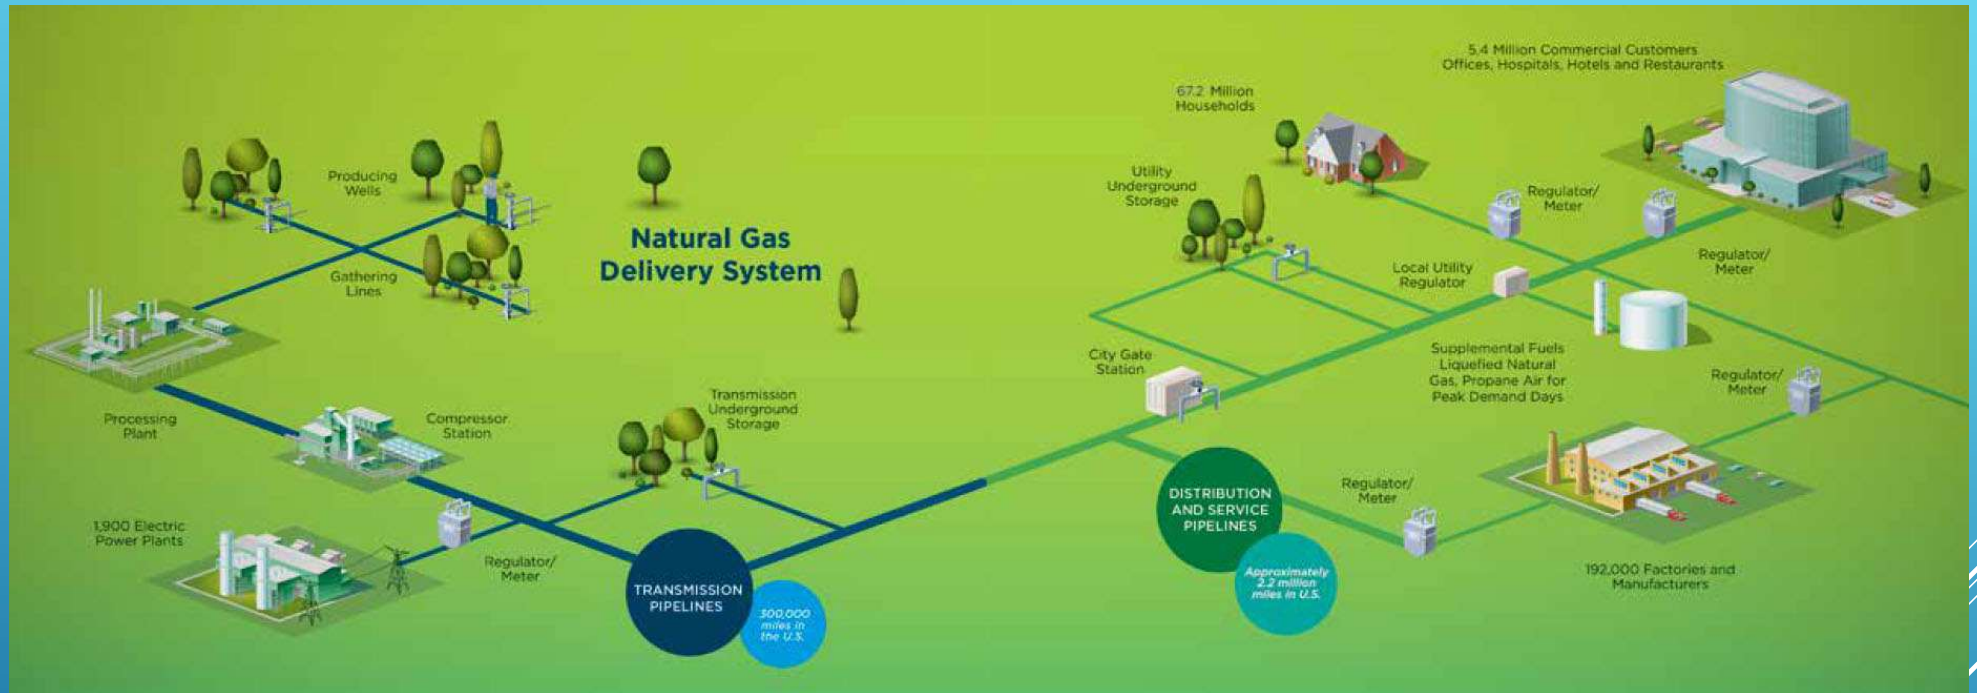 Natural Gas
Delivery System
Producing
Wells
Gathering
Lines
Processing
Plant
Compressor
Station
1,900 Electric
Power Plants
Regulator/
Meter
Transmission
Underground
Storage
TRANSMISSION
PIPELINES
300,000
miles in
the U.S.
City Gate
Station
DISTRIBUTION
AND SERVICE
PIPELINES
Approximately
2.2 million
miles in U.S.
Utility
Underground
Storage
67.2 Million
Households
5.4 Million Commercial Customers
Offices, Hospitals, Hotels and Restaurants
Regulator/
Meter
Regulator/
Meter
Local Utility
Regulator
Supplemental Fuels
Liquefied Natural
Gas, Propane Air for
Peak Demand Days
Regulator/
Meter
Regulator/
Meter
192,000 Factories and
Manufacturers